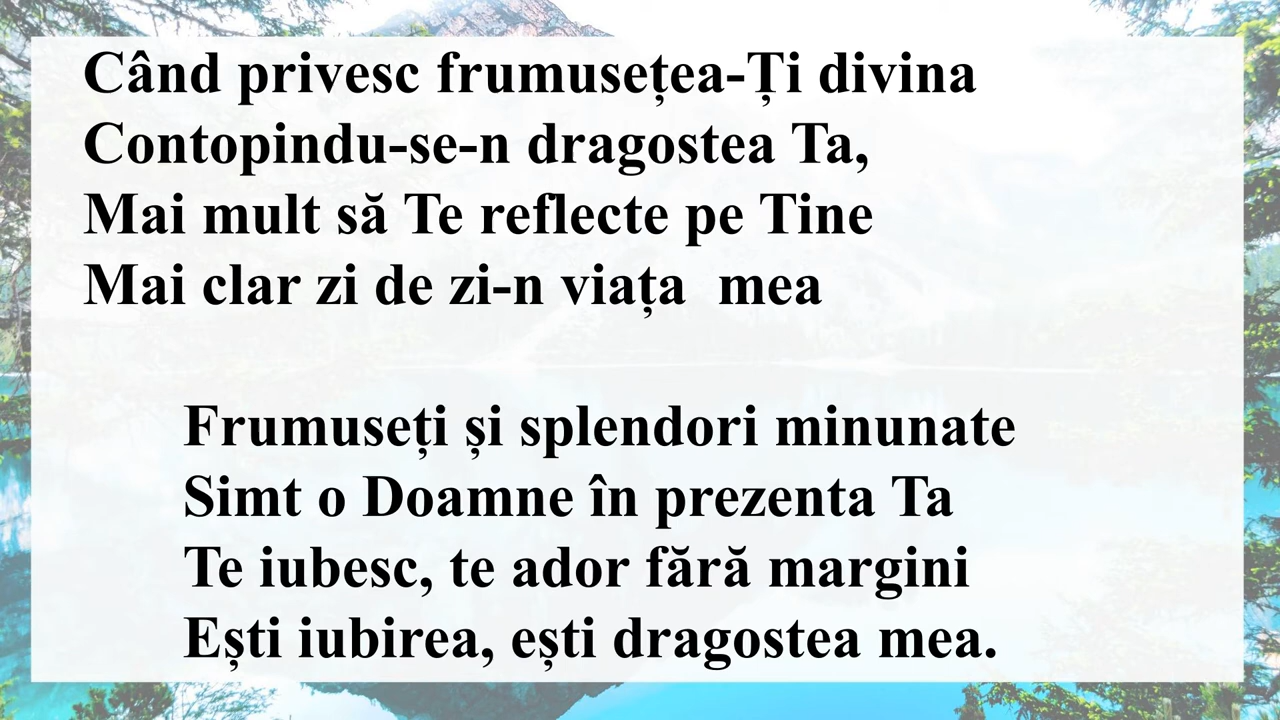 Când privesc frumusețea-Ți divina
Contopindu-se-n dragostea Ta,
Mai mult să Te reflecte pe Tine
Mai clar zi de zi-n viața  mea
Frumuseți și splendori minunate
Simt o Doamne în prezenta Ta
Te iubesc, te ador fără margini
Ești iubirea, ești dragostea mea.